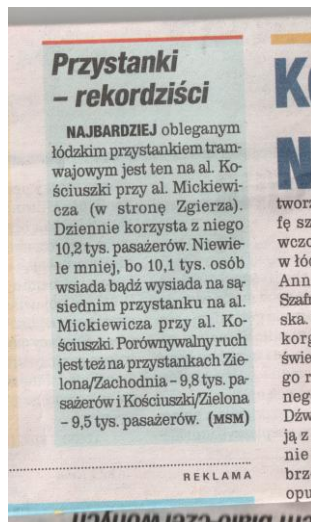 Przystanki
– rekordziści
NAJBARDZIEJ obleganym
łódzkim przystankiem tram-
wajowym jest ten na al. Ko-
ściuszki przy al. Mickiewi-
cza (w stronę Zgierza).
Dziennie korzysta z niego
10,2 tys. pasażerów. Niewie-
le mniej, bo 10,1 tys. osób
wsiada bądź wysiada na są-
siednim przystanku na al.
Mickiewicza przy al. Ko-
ściuszki. Porównywalny ruch
jest też na przystankach Zie-
lona/Zachodnia – 9,8 tys. pa-
sażerów i Kościuszki/Zielona
– 9,5 tys. pasażerów. (MSM)
REKLAMA
K
N
tworz
fę sz
wczo
w łó
Ann
Szafr
ska.
korg
świe
go r
neg
Dźw
ją z
nie
brz
opu